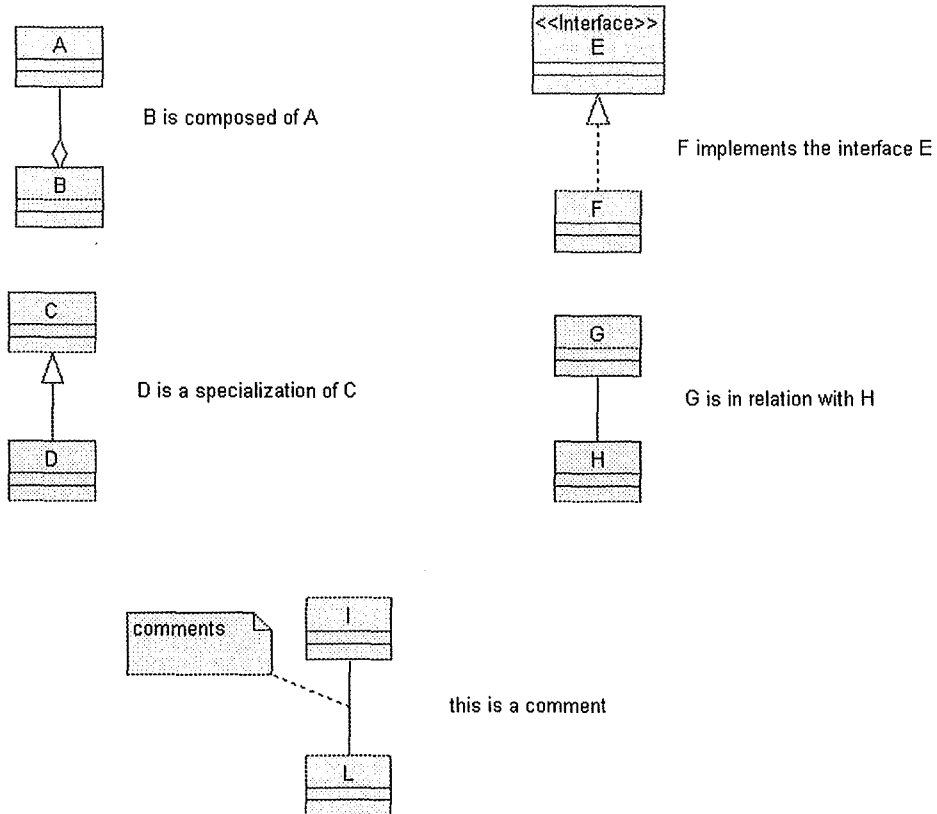 A
B is composed of A
B
<<Interface>>
E
F implements the interface E
F
C
D is a specialization of C
D
G
G is in relation with H
H
comments
I
this is a comment
L